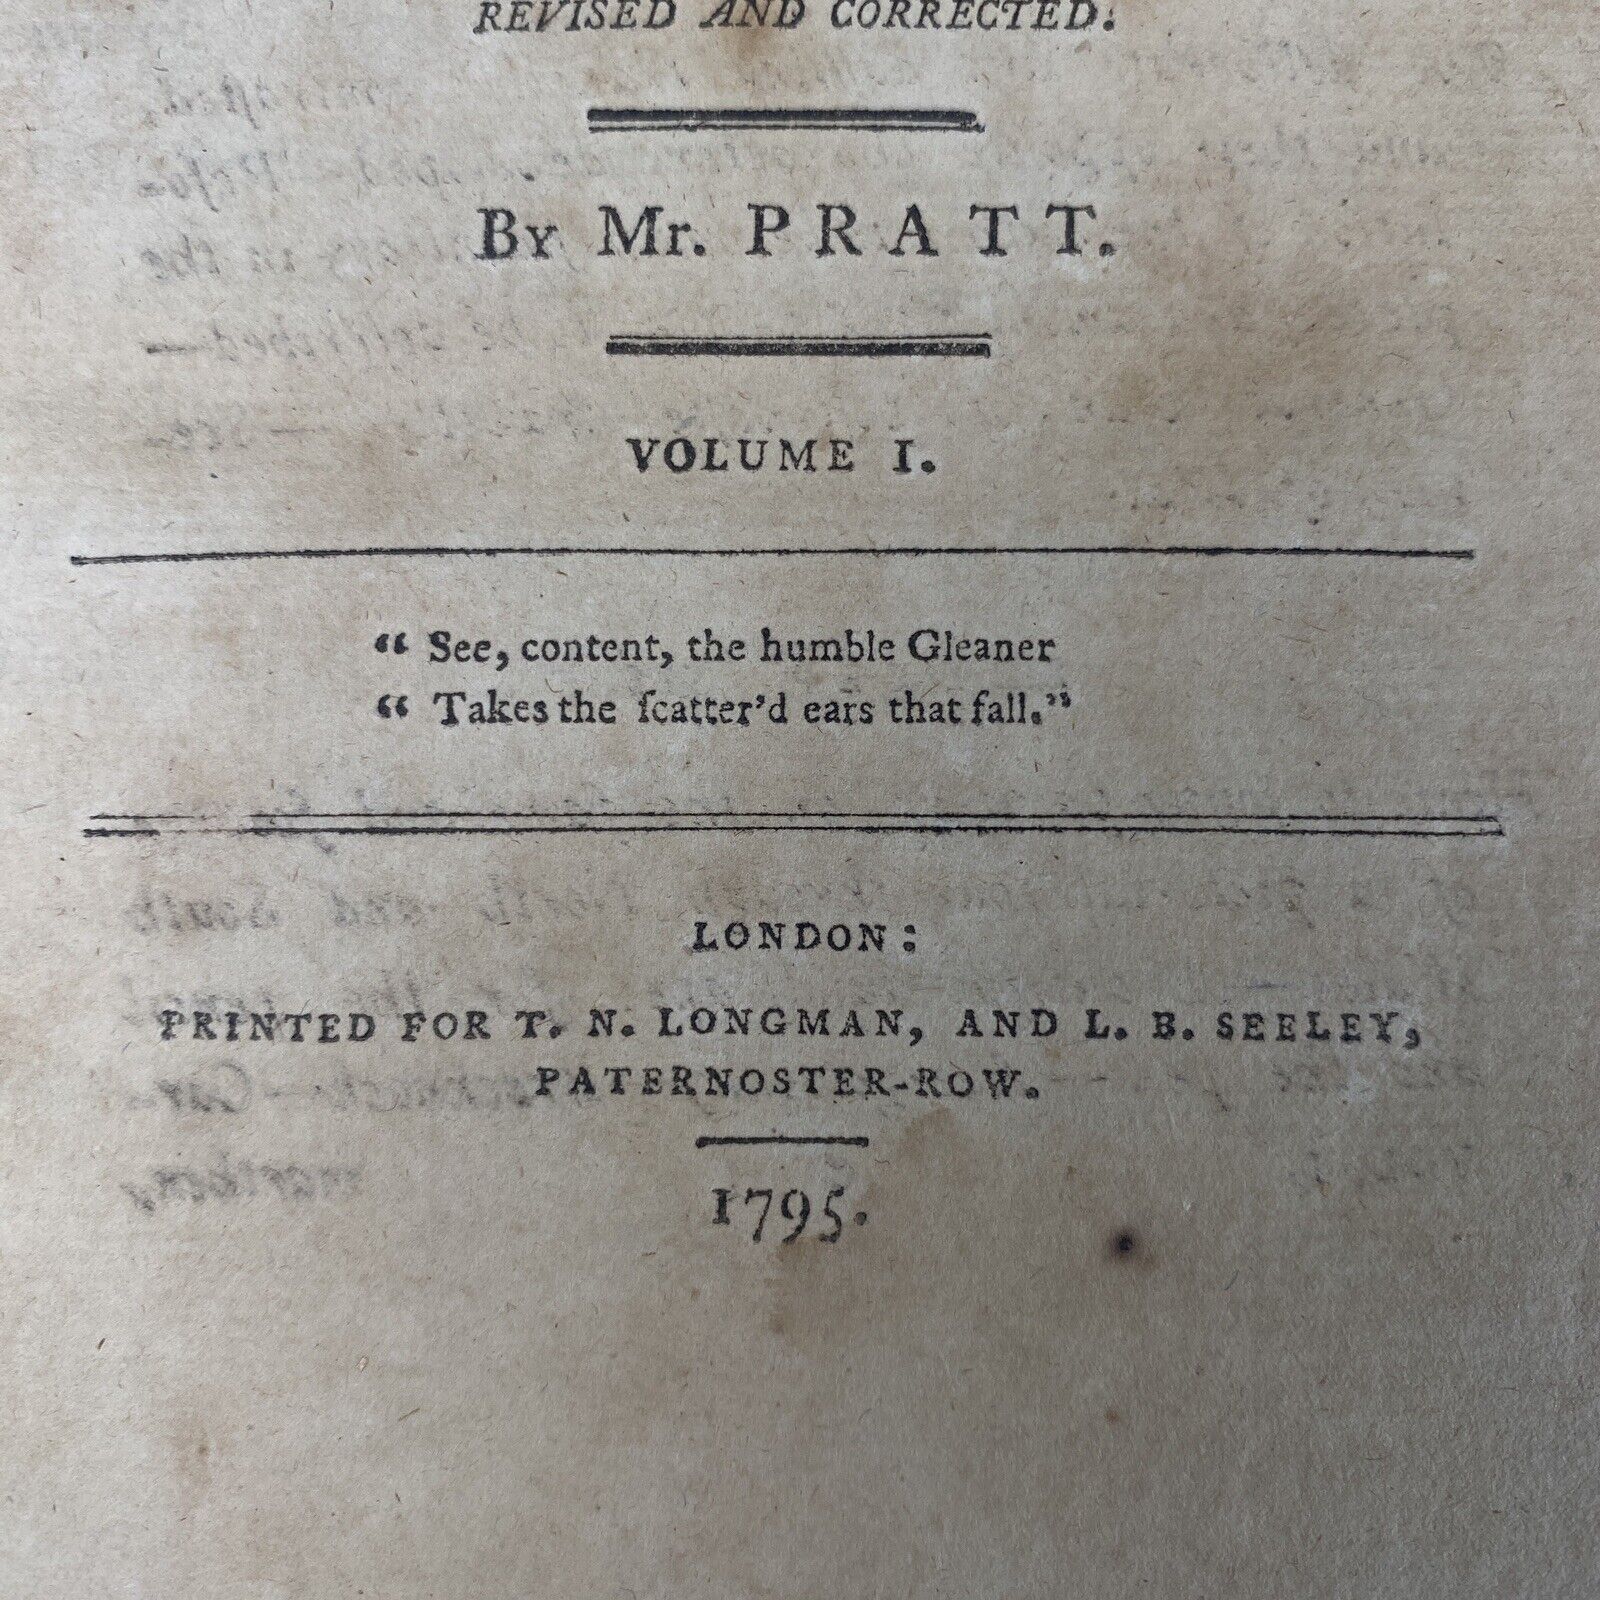 REVISED AND CORRECTED.
By Mr. PRATT.
VOLUME I.
“ See, content, the humble Gleaner
“ Takes the ſcatter’d ears that fall.”
LONDON:
PRINTED FOR T. N. LONGMAN, AND L. B. SEELEY,
PATERNOSTER-ROW.
1795.